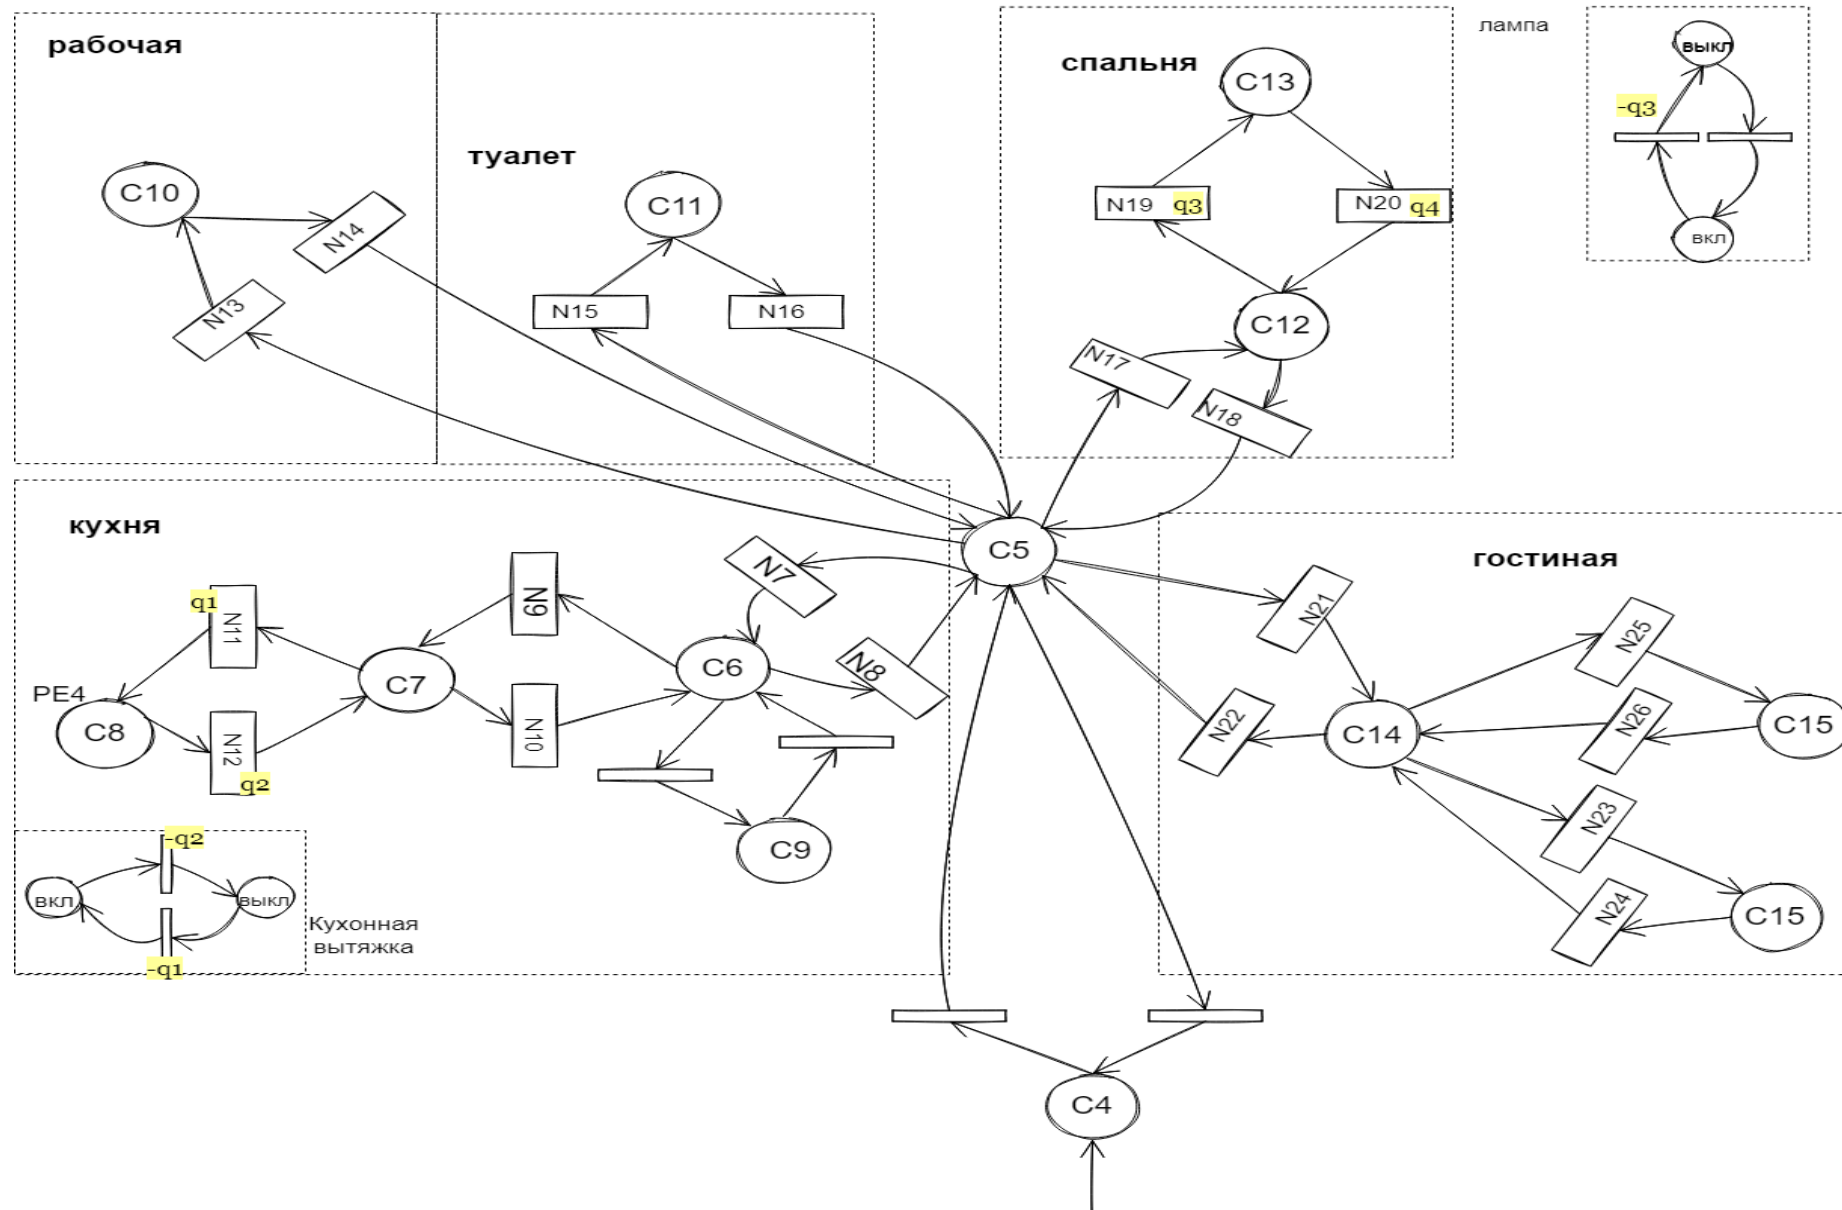 рабочая
C10
N14
N13
туалет
C11
N15
N16
спальня
C13
N19 q3
N20 q4
C12
N17
N18
лампа
выкл
-q3
вкл
кухня
q1
N11
PE4
C8
N12
q2
C7
N9
N10
C6
N7
N8
C9
-q2
вкл
выкл
-q1
Кухонная
вытяжка
C5
гостиная
N21
N22
C14
N25
N26
C15
N23
N24
C15
C4